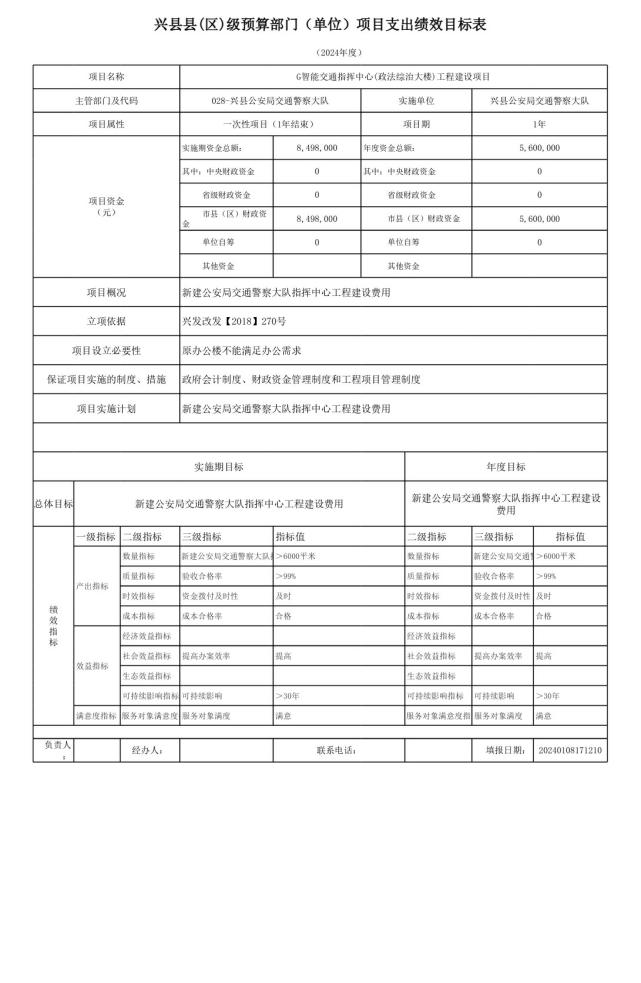 兴县县(区)级预算部门（单位）项目支出绩效目标表
（2024年度）
项目名称 G智能交通指挥中心(政法综治大楼)工程建设项目
主管部门及代码 028-兴县公安局交通警察大队 实施单位 兴县公安局交通警察大队
项目属性 一次性项目（1年结束） 项目期 1年
项目资金
（元）
实施期资金总额： 8,498,000 年度资金总额： 5,600,000
其中：中央财政资金 0 其中：中央财政资金 0
省级财政资金 0 省级财政资金 0
市县（区）财政资金 8,498,000 市县（区）财政资金 5,600,000
单位自筹 0 单位自筹 0
其他资金 其他资金
项目概况 新建公安局交通警察大队指挥中心工程建设费用
立项依据 兴发改发【2018】270号
项目设立必要性 原办公楼不能满足办公需求
保证项目实施的制度、措施 政府会计制度、财政资金管理制度和工程项目管理制度
项目实施计划 新建公安局交通警察大队指挥中心工程建设费用
实施期目标 年度目标
总体目标 新建公安局交通警察大队指挥中心工程建设费用 新建公安局交通警察大队指挥中心工程建设费用
绩效指标
一级指标 二级指标 三级指标 指标值 二级指标 三级指标 指标值
产出指标
数量指标 新建公安局交通警察大队 ＞6000平米 数量指标 新建公安局交通 ＞6000平米
质量指标 验收合格率 ＞99% 质量指标 验收合格率 ＞99%
时效指标 资金拨付及时性 及时 时效指标 资金拨付及时性 及时
成本指标 成本合格率 合格 成本指标 成本合格率 合格
效益指标
经济效益指标 经济效益指标
社会效益指标 提高办案效率 提高 社会效益指标 提高办案效率 提高
生态效益指标 生态效益指标
可持续影响指标 可持续影响 ＞30年 可持续影响指标 可持续影响 ＞30年
满意度指标 服务对象满意度 服务对象满度 满意 服务对象满意度指 服务对象满度 满意
负责人： 经办人： 联系电话： 填报日期： 20240108171210